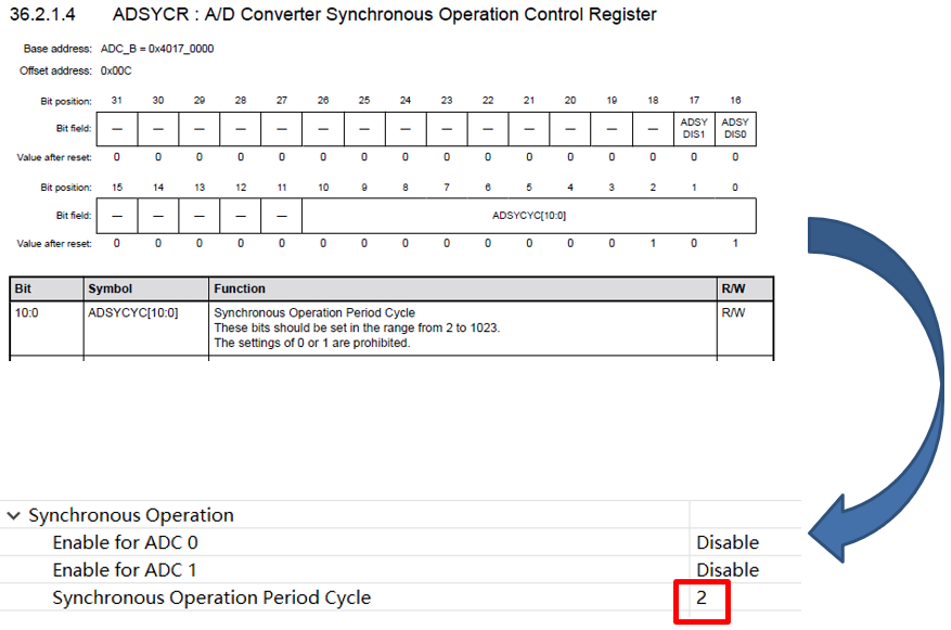 36.2.1.4 ADSYCR : A/D Converter Synchronous Operation Control Register
Base address: ADC_B = 0x4017_0000
Offset address: 0x00C
Bit position: 31 30 29 28 27 26 25 24 23 22 21 20 19 18 17 16
Bit field: — — — — — — — — — — — — — — ADSY DIS1 ADSY DIS0
Value after reset: 0 0 0 0 0 0 0 0 0 0 0 0 0 0 0 0
Bit position: 15 14 13 12 11 10 9 8 7 6 5 4 3 2 1 0
Bit field: — — — — — ADSYCYC[10:0]
Value after reset: 0 0 0 0 0 0 0 0 0 0 0 0 0 1 0 1
Bit Symbol Function R/W
10:0 ADSYCYC[10:0] Synchronous Operation Period Cycle R/W
These bits should be set in the range from 2 to 1023.
The settings of 0 or 1 are prohibited.
Synchronous Operation
Enable for ADC 0 Disable
Enable for ADC 1 Disable
Synchronous Operation Period Cycle 2